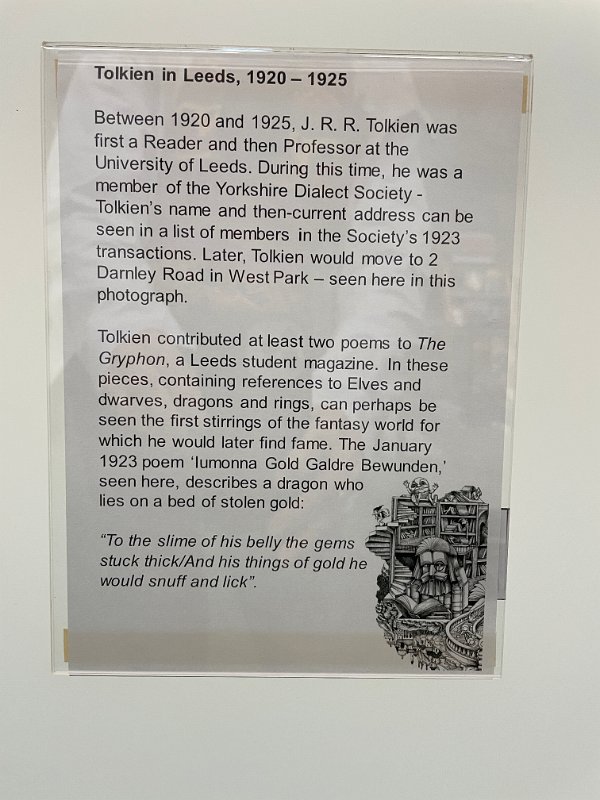 Tolkien in Leeds, 1920 – 1925
Between 1920 and 1925, J. R. R. Tolkien was
first a Reader and then Professor at the
University of Leeds. During this time, he was a
member of the Yorkshire Dialect Society -
Tolkien's name and then-current address can be
seen in a list of members in the Society's 1923
transactions. Later, Tolkien would move to 2
Darnley Road in West Park – seen here in this
photograph.
Tolkien contributed at least two poems to The
Gryphon, a Leeds student magazine. In these
pieces, containing references to Elves and
dwarves, dragons and rings, can perhaps be
seen the first stirrings of the fantasy world for
which he would later find fame. The January
1923 poem ‘Iumonna Gold Galdre Bewunden,’
seen here, describes a dragon who
lies on a bed of stolen gold:
“To the slime of his belly the gems
stuck thick/And his things of gold he
would snuff and lick”.